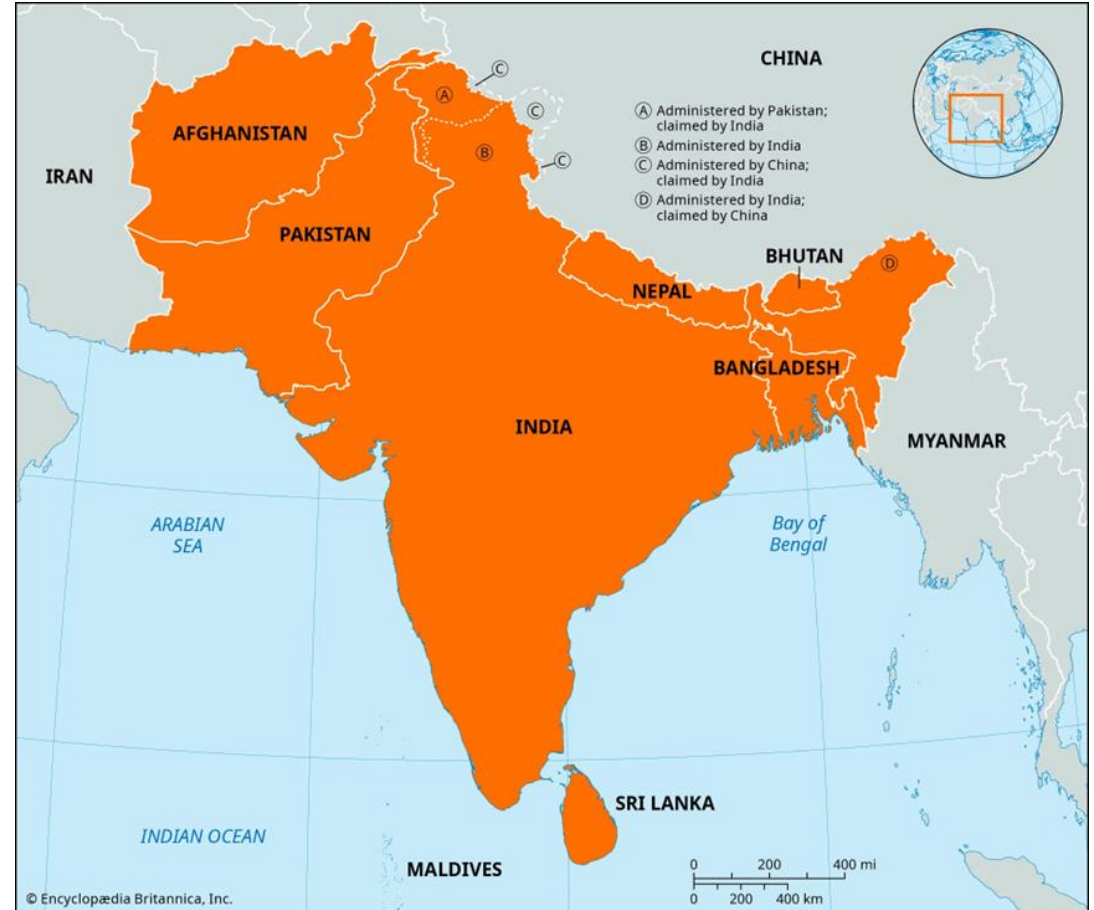 CHINA
Ⓒ
Ⓐ
Ⓒ
Ⓐ Administered by Pakistan;
claimed by India
Ⓑ Administered by India
Ⓒ Administered by China;
claimed by India
Ⓓ Administered by India;
claimed by China
AFGHANISTAN
Ⓑ
Ⓒ
IRAN
PAKISTAN
BHUTAN
Ⓓ
NEPAL
BANGLADESH
INDIA
MYANMAR
ARABIAN
SEA
Bay of
Bengal
SRI LANKA
INDIAN OCEAN
MALDIVES
0 200 400 mi
0 200 400 km
© Encyclopædia Britannica, Inc.